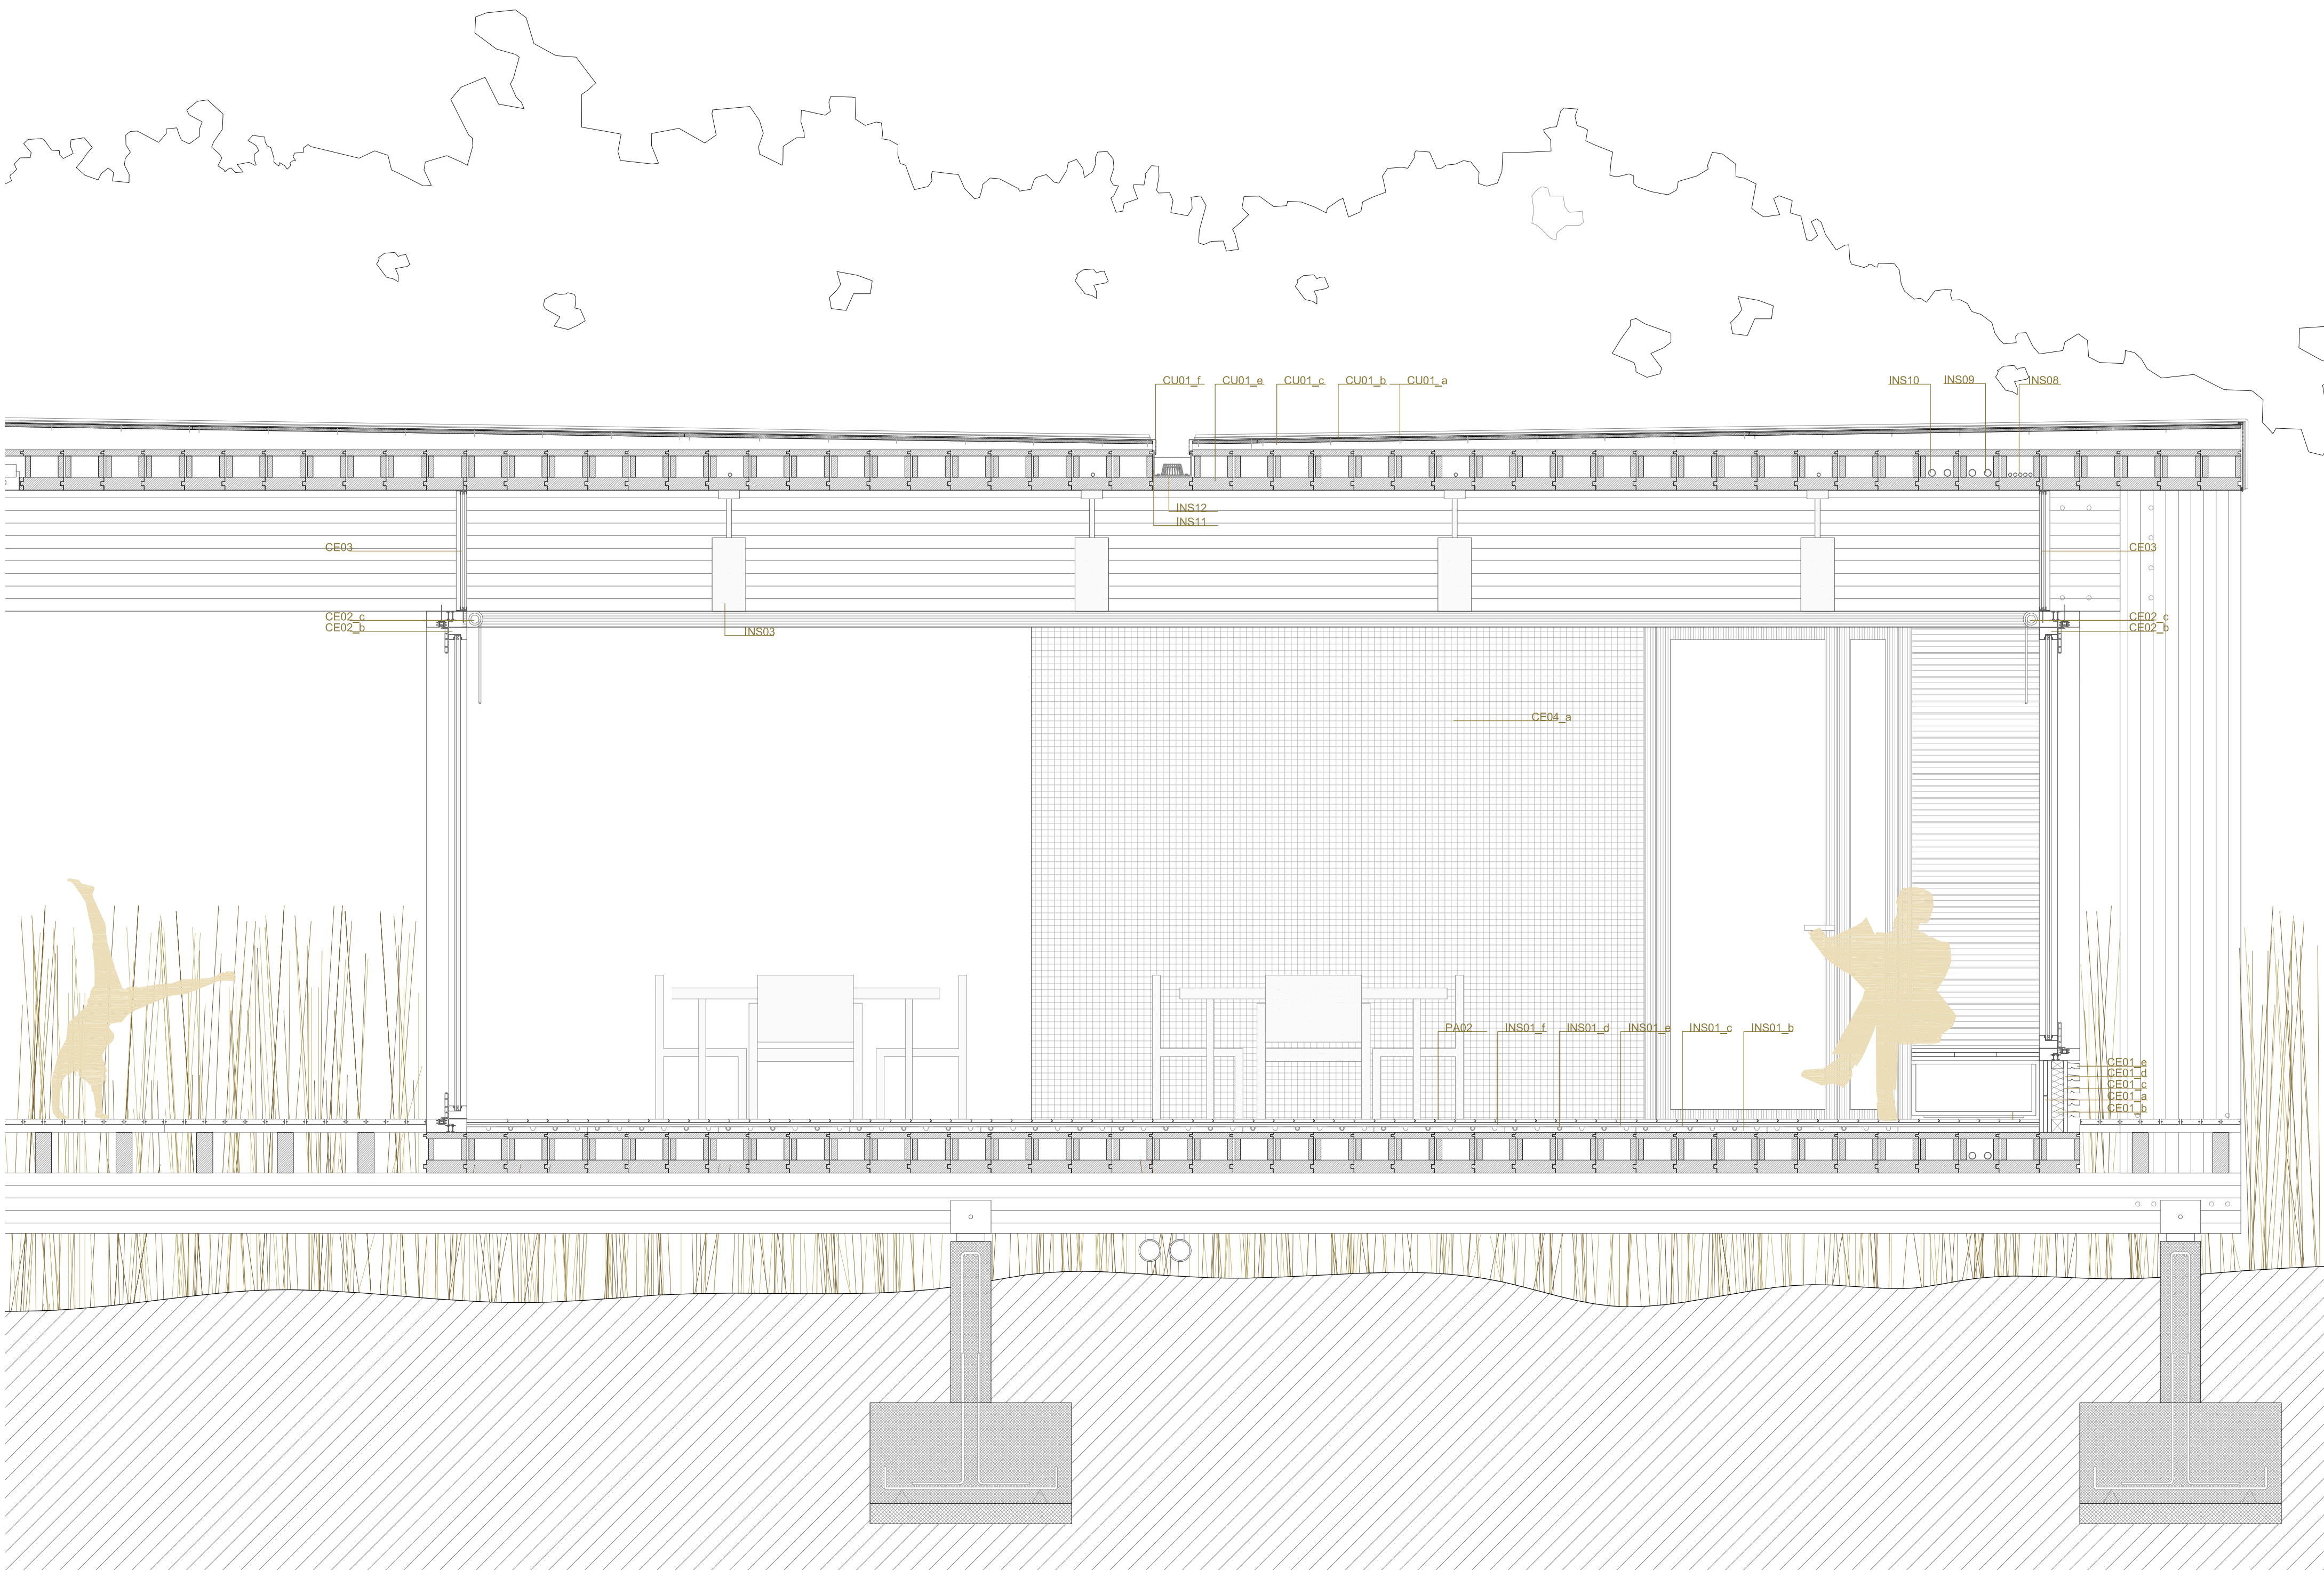 CU01_f CU01_e CU01_c CU01_b CU01_a INS10 INS09 INS08
INS12
INS11
CE03 CE03
CE02_c CE02_c
CE02_b INS03 CE02_b
CE04_a
PA02 INS01_f INS01_d INS01_e INS01_c INS01_b
CE01_e
CE01_d
CE01_c
CE01_a
CE01_b